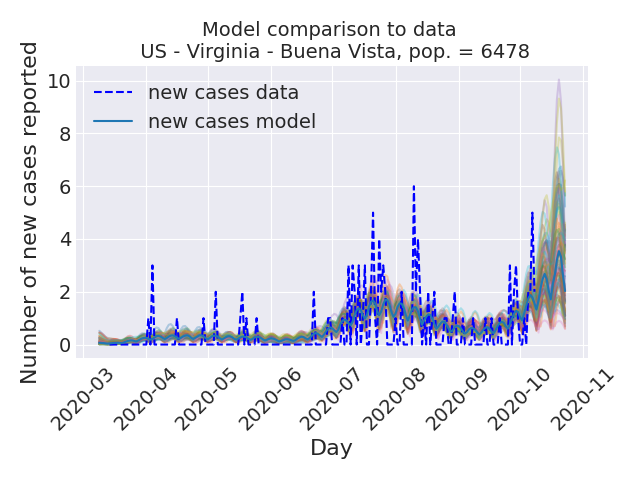 Model comparison to data
US - Virginia - Buena Vista, pop. = 6478
Number of new cases reported
10
8
6
4
2
0
new cases data
new cases model
2020-03
2020-04
2020-05
2020-06
2020-07
2020-08
2020-09
2020-10
2020-11
Day